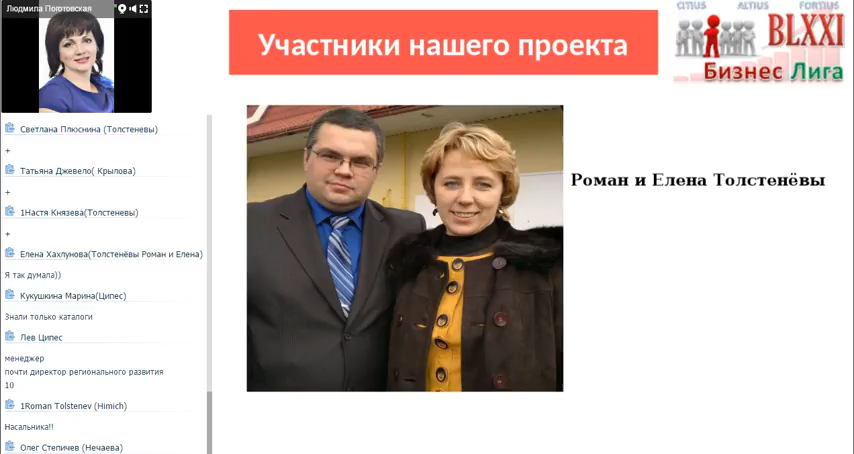 Людмила Поготовская
Участники нашего проекта
CITIUS ALTIUS FORTIUS
BLXXI
Бизнес Лига
Светлана Плюснина (Толстеневы)
+
Татьяна Джевело( Крылова)
+
1Настя Князева(Толстеневы)
+
Елена Хахлунова(Толстенёвы Роман и Елена)
Я так думала))
Кукушкина Марина(Ципес)
Знали только каталоги
Лев Ципес
менеджер
почти директор регионального развития
10
1Roman Tolstenev (Himich)
Насальника!!
Олег Степичев (Нечаева)
Роман и Елена Толстенёвы